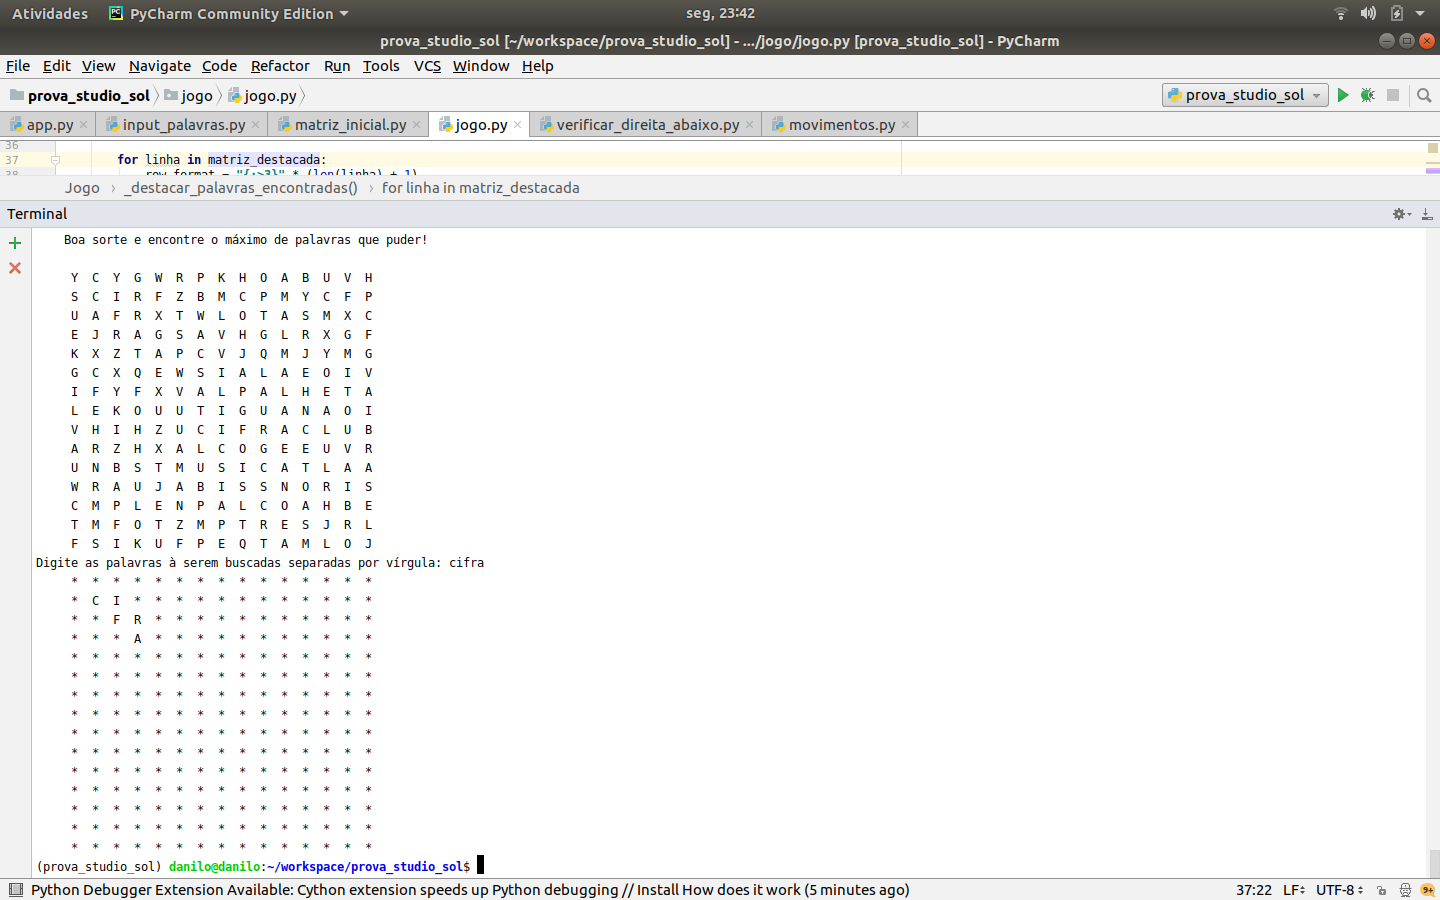 Atividades PyCharm Community Edition seg, 23:42
prova_studio_sol [~/workspace/prova_studio_sol] - .../jogo/jogo.py [prova_studio_sol] - PyCharm
File Edit View Navigate Code Refactor Run Tools VCS Window Help
prova_studio_sol jogo jogo.py prova_studio_sol
app.py input_palavras.py matriz_inicial.py jogo.py verificar_direita_abaixo.py movimentos.py
36
37 for linha in matriz_destacada:
38 row_format = "{:>3}" * (len(linha) + 1)
Jogo › _destacar_palavras_encontradas() › for linha in matriz_destacada
Terminal
Boa sorte e encontre o máximo de palavras que puder!
Y C Y G W R P K H O A B U V H
S C I R F Z B M C P M Y C F P
U A F R X T W L O T A S M X C
E J R A G S A V H G L R X G F
K X Z T A P C V J Q M J Y M G
G C X Q E W S I A L A E O I V
I F Y F X V A L P A L H E T A
L E K O U U T I G U A N A O I
V H I H Z U C I F R A C L U B
A R Z H X A L C O G E E U V R
U N B S T M U S I C A T L A A
W R A U J A B I S S N O R I S
C M P L E N P A L C O A H B E
T M F O T Z M P T R E S J R L
F S I K U F P E Q T A M L O J
Digite as palavras à serem buscadas separadas por vírgula: cifra
* * * * * * * * * * * * * * *
* C I * * * * * * * * * * * *
* * F R * * * * * * * * * * *
* * * A * * * * * * * * * * *
* * * * * * * * * * * * * * *
* * * * * * * * * * * * * * *
* * * * * * * * * * * * * * *
* * * * * * * * * * * * * * *
* * * * * * * * * * * * * * *
* * * * * * * * * * * * * * *
* * * * * * * * * * * * * * *
* * * * * * * * * * * * * * *
* * * * * * * * * * * * * * *
* * * * * * * * * * * * * * *
* * * * * * * * * * * * * * *
(prova_studio_sol) danilo@danilo:~/workspace/prova_studio_sol$
Python Debugger Extension Available: Cython extension speeds up Python debugging // Install How does it work (5 minutes ago) 37:22 LF UTF-8 9+